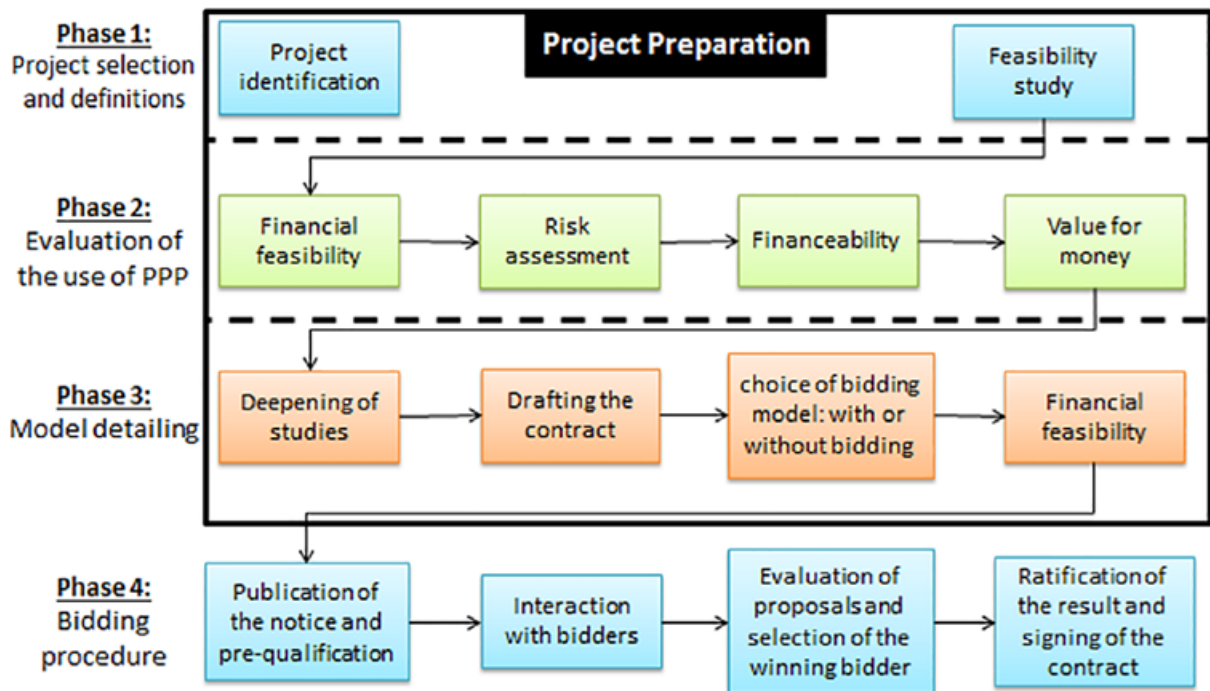 Phase 1:
Project selection
and definitions
Project
identification
Project Preparation
Feasibility
study
Phase 2:
Evaluation of
the use of PPP
Financial
feasibility
Risk
assessment
Financeability
Value for
money
Phase 3:
Model detailing
Deepening of
studies
Drafting the
contract
choice of bidding
model: with or
without bidding
Financial
feasibility
Phase 4:
Bidding
procedure
Publication of
the notice and
pre-qualification
Interaction
with bidders
Evaluation of
proposals and
selection of the
winning bidder
Ratification of
the result and
signing of the
contract